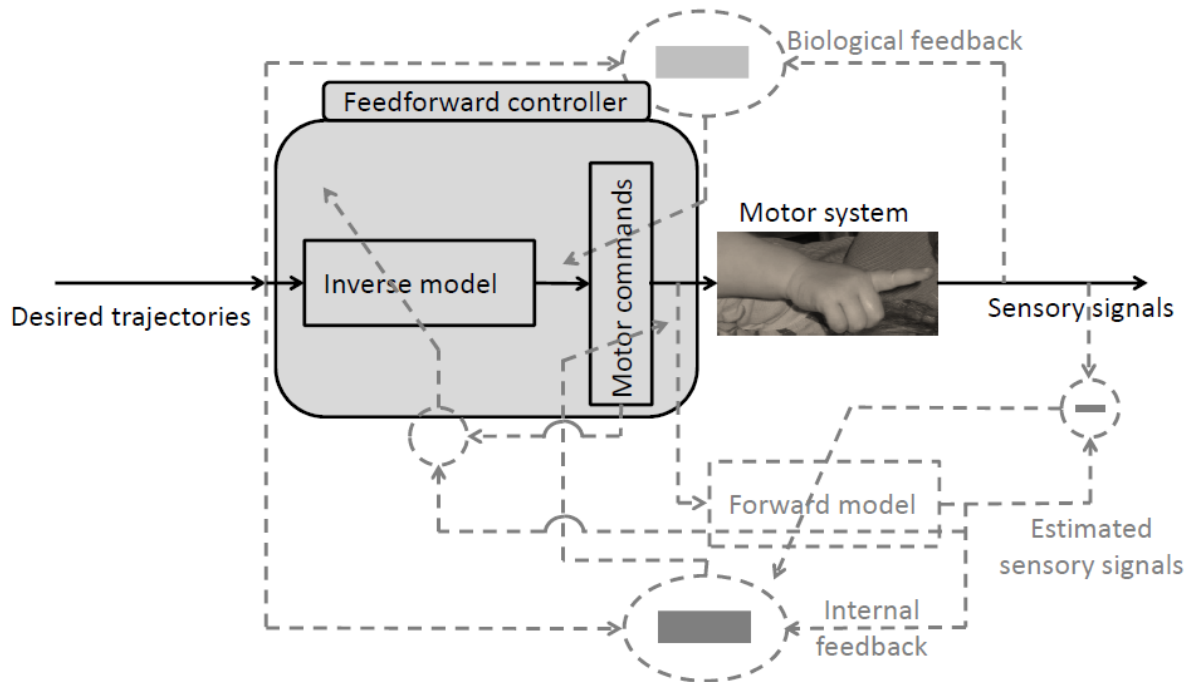 Biological feedback
Feedforward controller
Motor commands
Motor system
Inverse model
Desired trajectories
Sensory signals
Forward model
Estimated
sensory signals
Internal
feedback